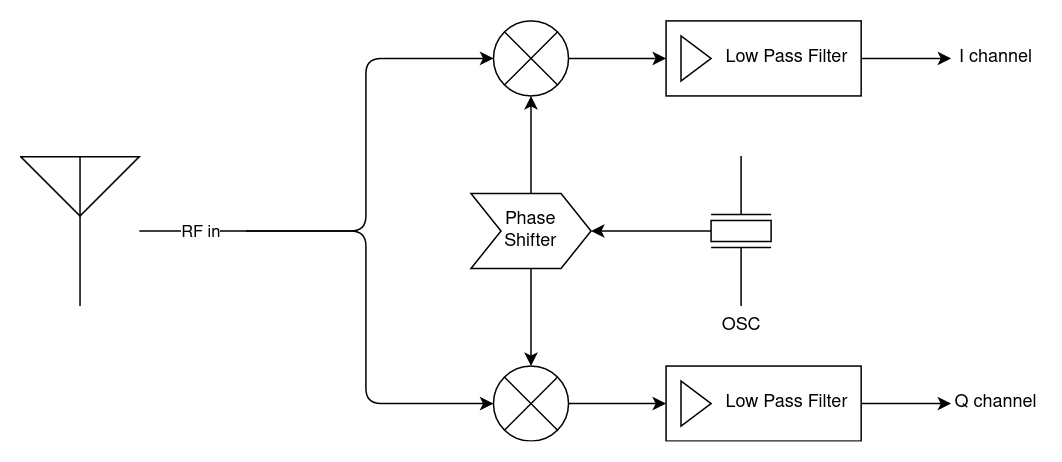 Low Pass Filter
I channel
RF in
Phase
Shifter
OSC
Low Pass Filter
Q channel